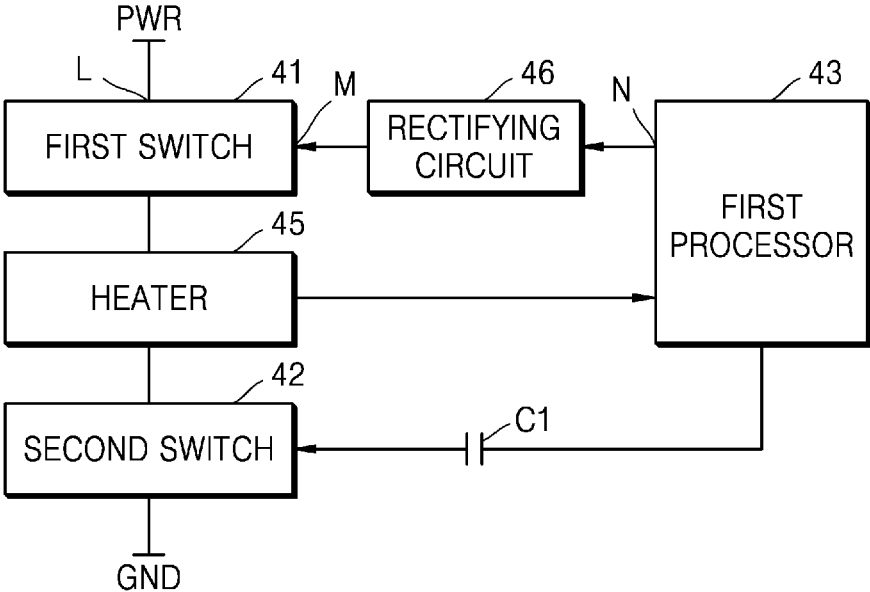 PWR
L
41
M
46
N
43
FIRST SWITCH
RECTIFYING
CIRCUIT
FIRST
PROCESSOR
45
HEATER
42
SECOND SWITCH
C1
GND